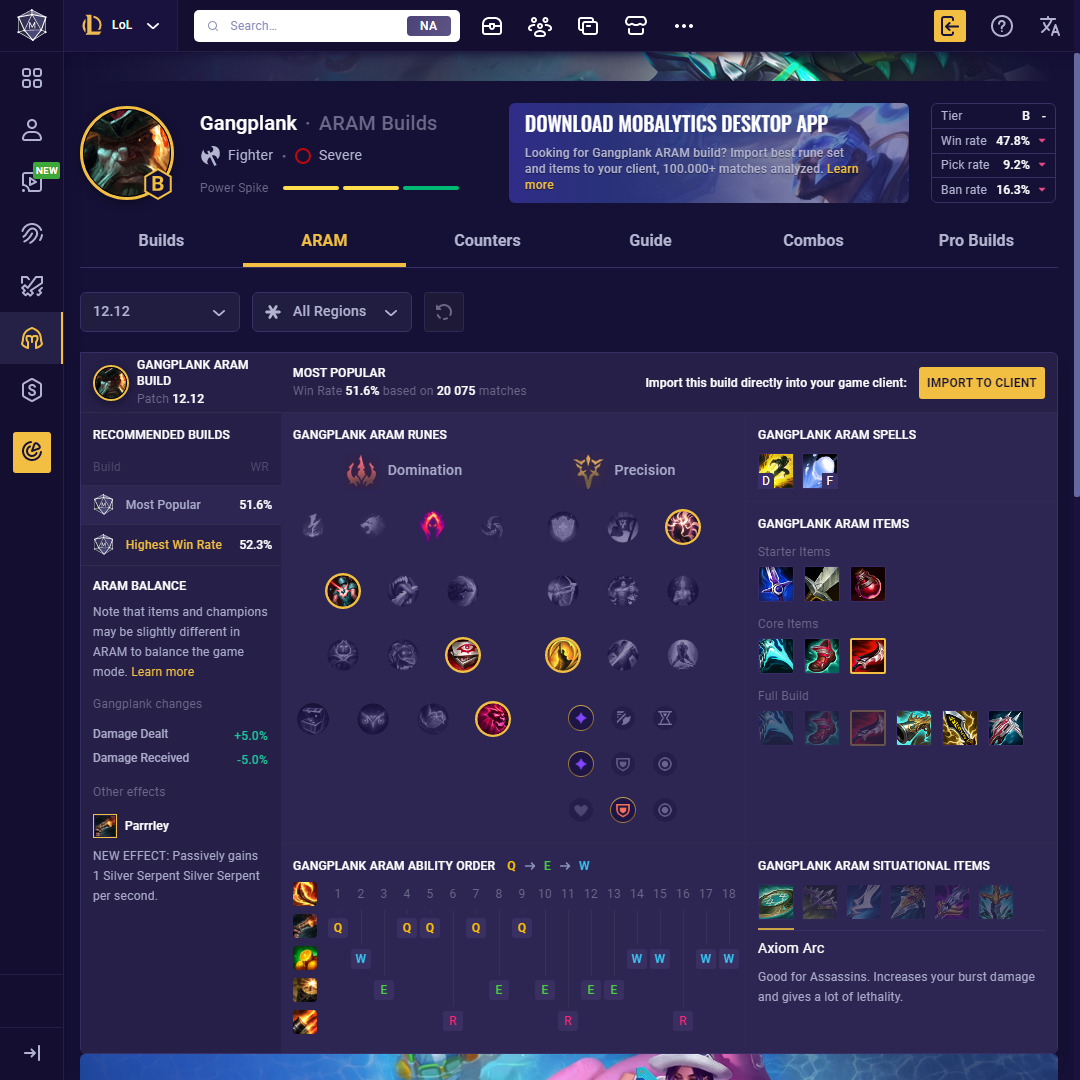 LoL
Search...
NA
NEW
Gangplank · ARAM Builds
Fighter · Severe
Power Spike
B
DOWNLOAD MOBALYTICS DESKTOP APP
Looking for Gangplank ARAM build? Import best rune set
and items to your client, 100.000+ matches analyzed. Learn
more
Tier B -
Win rate 47.8%
Pick rate 9.2%
Ban rate 16.3%
Builds
ARAM
Counters
Guide
Combos
Pro Builds
12.12
All Regions
GANGPLANK ARAM
BUILD
Patch 12.12
MOST POPULAR
Win Rate 51.6% based on 20 075 matches
Import this build directly into your game client:
IMPORT TO CLIENT
RECOMMENDED BUILDS
Build WR
Most Popular 51.6%
Highest Win Rate 52.3%
ARAM BALANCE
Note that items and champions
may be slightly different in
ARAM to balance the game
mode. Learn more
Gangplank changes
Damage Dealt +5.0%
Damage Received -5.0%
Other effects
Parrrley
NEW EFFECT: Passively gains
1 Silver Serpent Silver Serpent
per second.
GANGPLANK ARAM RUNES
Domination
Precision
GANGPLANK ARAM SPELLS
D
F
GANGPLANK ARAM ITEMS
Starter Items
Core Items
Full Build
GANGPLANK ARAM ABILITY ORDER Q → E → W
1 2 3 4 5 6 7 8 9 10 11 12 13 14 15 16 17 18
Q Q Q Q Q
W W W W W
E E E E E
R R R
GANGPLANK ARAM SITUATIONAL ITEMS
Axiom Arc
Good for Assassins. Increases your burst damage
and gives a lot of lethality.